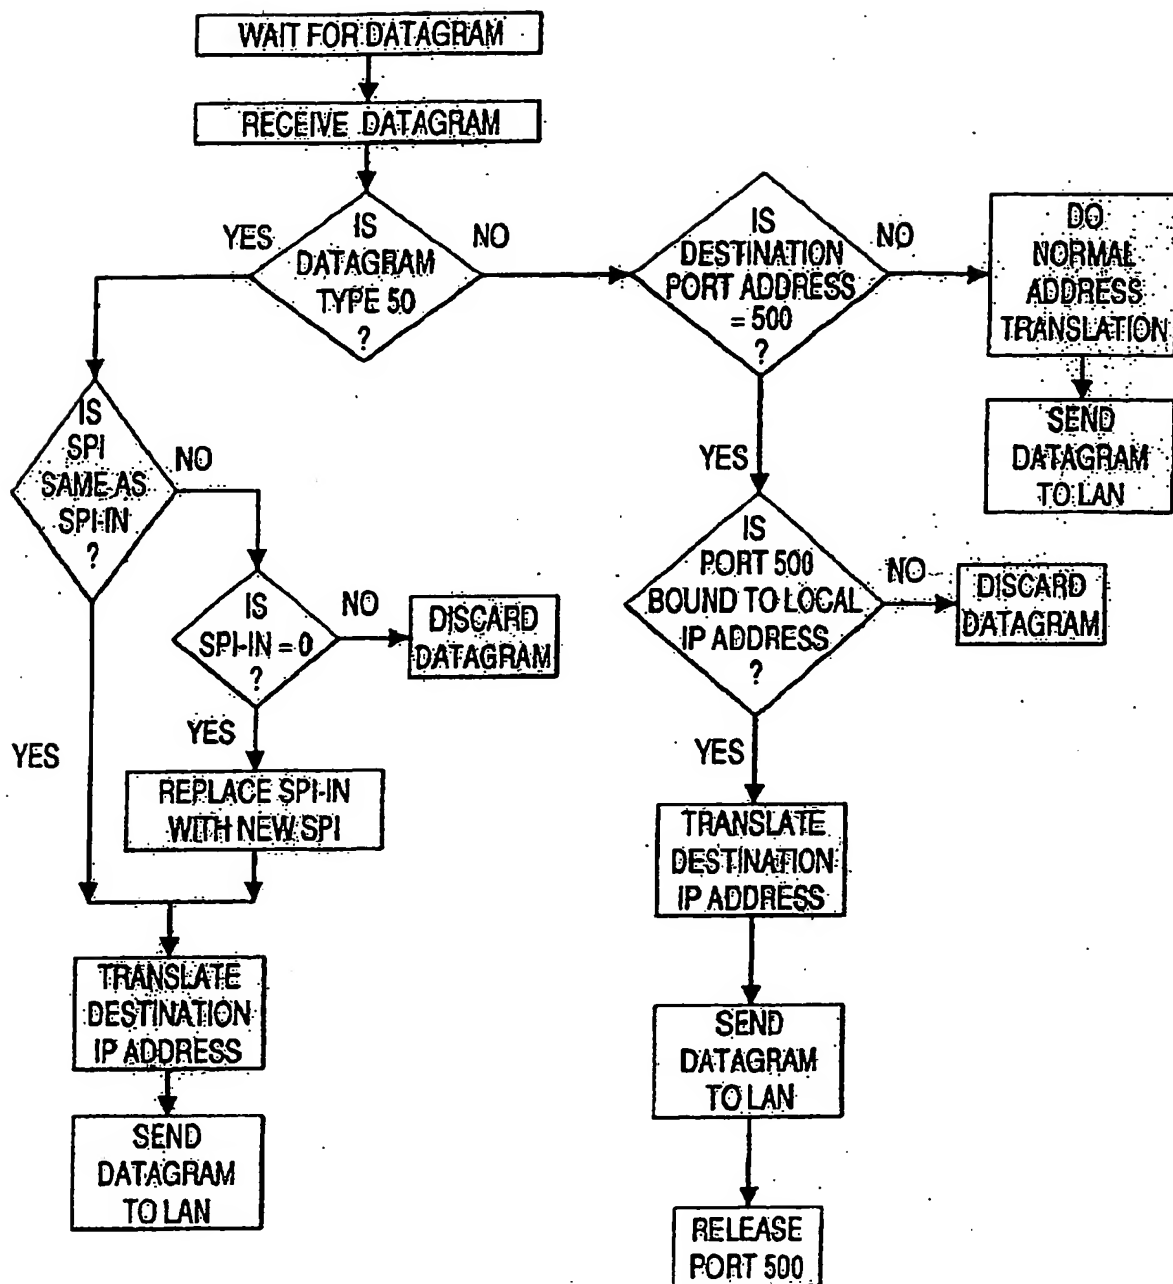 WAIT FOR DATAGRAM
RECEIVE DATAGRAM
IS
DATAGRAM
TYPE 50
?
YES
NO
IS
DESTINATION
PORT ADDRESS
= 500
?
NO
DO
NORMAL
ADDRESS
TRANSLATION
SEND
DATAGRAM
TO LAN
IS
SPI
SAME AS
SPI-IN
?
NO
YES
IS
SPI-IN = 0
?
NO
DISCARD
DATAGRAM
YES
REPLACE SPI-IN
WITH NEW SPI
TRANSLATE
DESTINATION
IP ADDRESS
SEND
DATAGRAM
TO LAN
YES
IS
PORT 500
BOUND TO LOCAL
IP ADDRESS
?
NO
DISCARD
DATAGRAM
YES
TRANSLATE
DESTINATION
IP ADDRESS
SEND
DATAGRAM
TO LAN
RELEASE
PORT 500